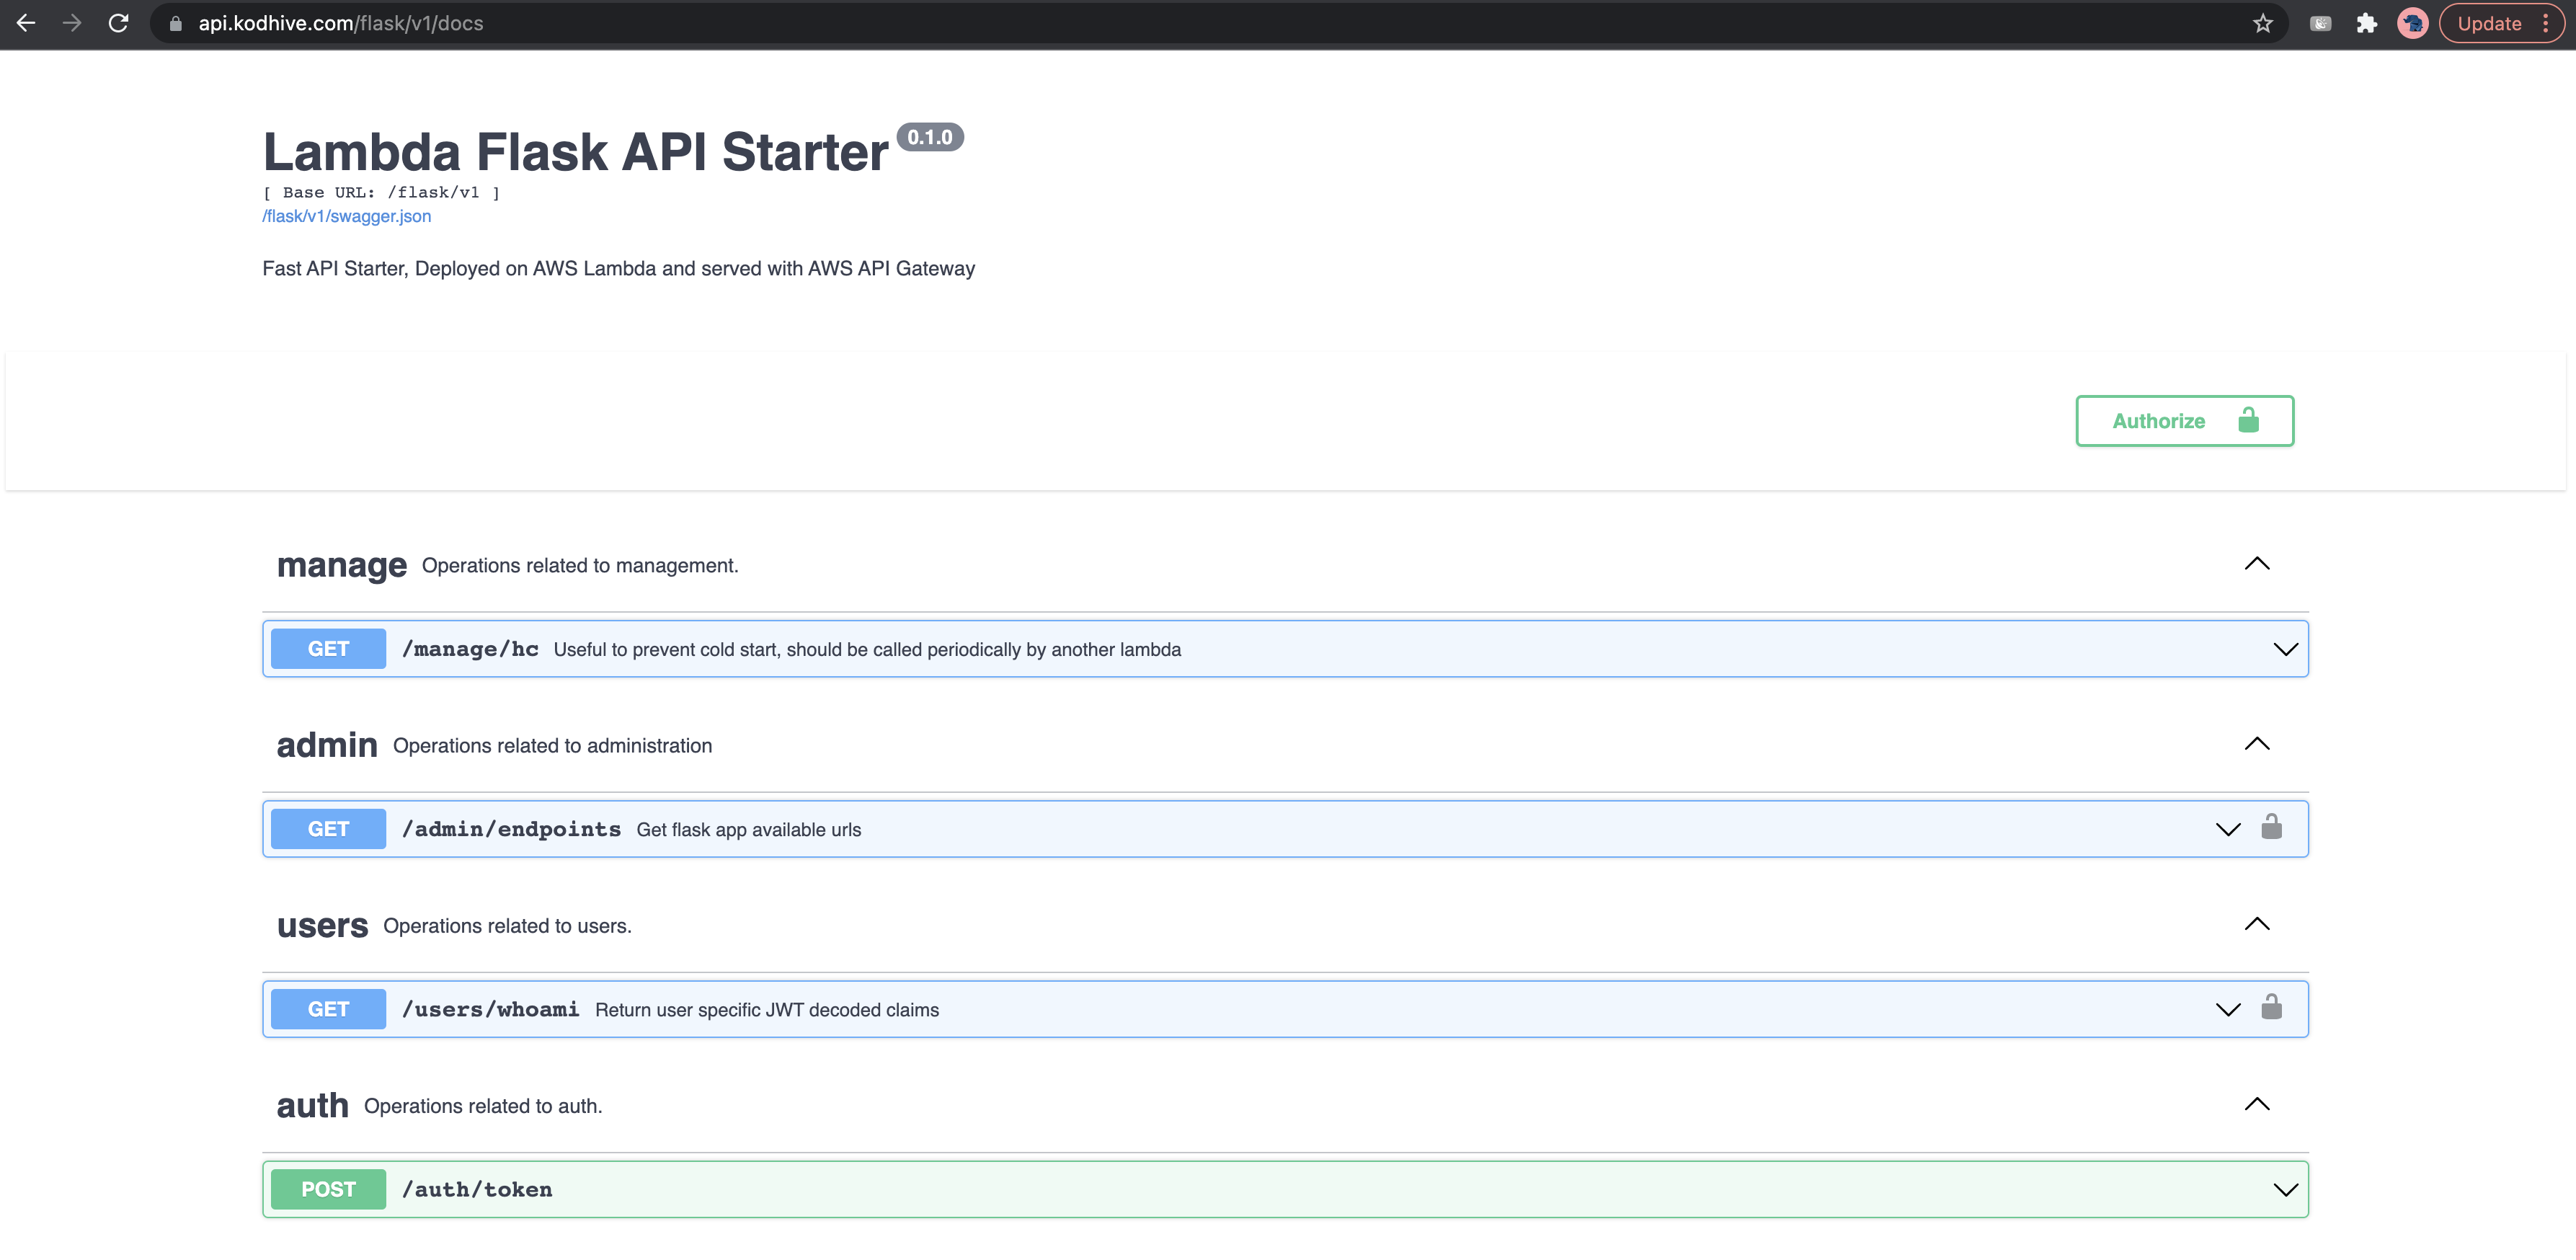 api.kodhive.com/flask/v1/docs
Update
Lambda Flask API Starter 0.1.0
[ Base URL: /flask/v1 ]
/flask/v1/swagger.json
Fast API Starter, Deployed on AWS Lambda and served with AWS API Gateway
Authorize
manage Operations related to management.
GET /manage/hc Useful to prevent cold start, should be called periodically by another lambda
admin Operations related to administration
GET /admin/endpoints Get flask app available urls
users Operations related to users.
GET /users/whoami Return user specific JWT decoded claims
auth Operations related to auth.
POST /auth/token